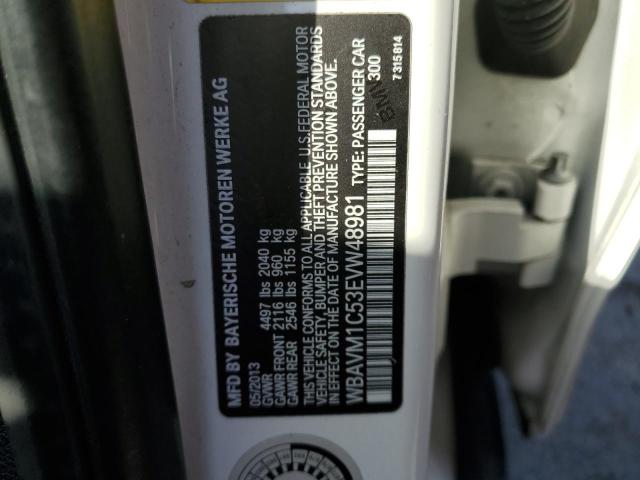 MFD BY BAYERISCHE MOTOREN WERKE AG
05/2013
GVWR 4497 lbs 2040 kg
GAWR FRONT 2116 lbs 960 kg
GAWR REAR 2546 lbs 1155 kg
THIS VEHICLE CONFORMS TO ALL APPLICABLE U.S. FEDERAL MOTOR
VEHICLE SAFETY, BUMPER AND THEFT PREVENTION STANDARDS
IN EFFECT ON THE DATE OF MANUFACTURE SHOWN ABOVE.
WBAVM1C53EVW48981 TYPE: PASSENGER CAR
BMW 300
7 315 814